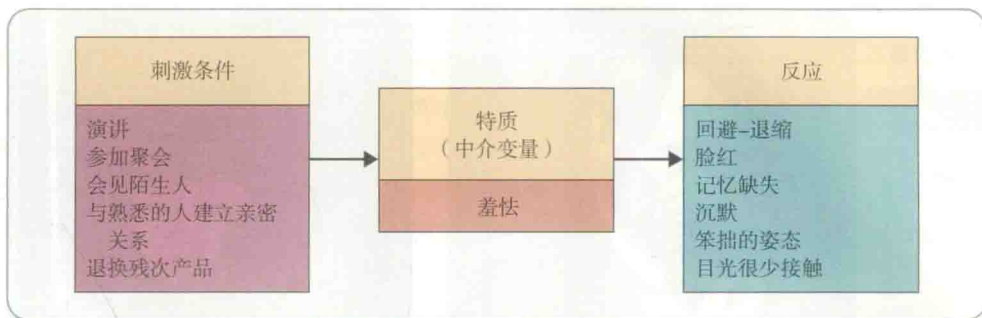 刺激条件
演讲
参加聚会
会见陌生人
与熟悉的人建立亲密
关系
退换残次产品
特质
（中介变量）
羞怯
反应
回避-退缩
脸红
记忆缺失
沉默
笨拙的姿态
目光很少接触